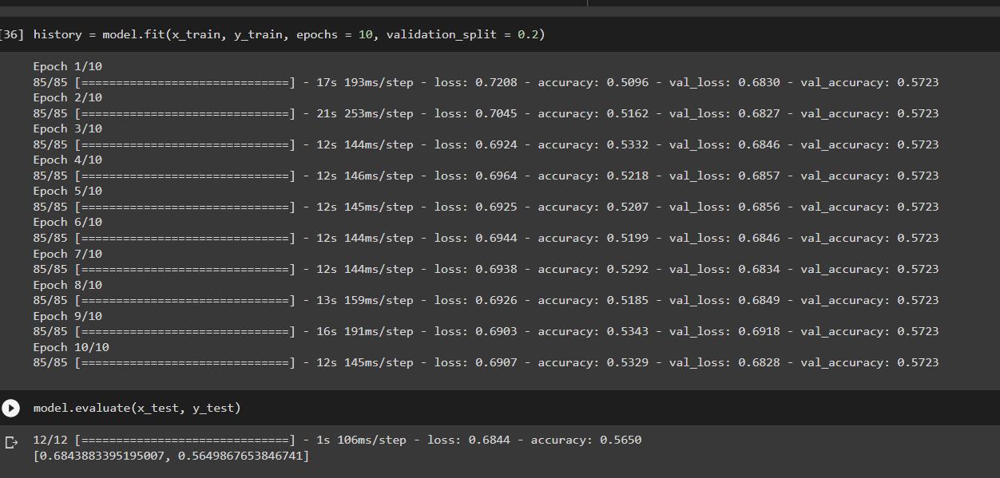 [36] history = model.fit(x_train, y_train, epochs = 10, validation_split = 0.2)
Epoch 1/10
85/85 [==============================] - 17s 193ms/step - loss: 0.7208 - accuracy: 0.5096 - val_loss: 0.6830 - val_accuracy: 0.5723
Epoch 2/10
85/85 [==============================] - 21s 253ms/step - loss: 0.7045 - accuracy: 0.5162 - val_loss: 0.6827 - val_accuracy: 0.5723
Epoch 3/10
85/85 [==============================] - 12s 144ms/step - loss: 0.6924 - accuracy: 0.5332 - val_loss: 0.6846 - val_accuracy: 0.5723
Epoch 4/10
85/85 [==============================] - 12s 146ms/step - loss: 0.6964 - accuracy: 0.5218 - val_loss: 0.6857 - val_accuracy: 0.5723
Epoch 5/10
85/85 [==============================] - 12s 145ms/step - loss: 0.6925 - accuracy: 0.5207 - val_loss: 0.6856 - val_accuracy: 0.5723
Epoch 6/10
85/85 [==============================] - 12s 144ms/step - loss: 0.6944 - accuracy: 0.5199 - val_loss: 0.6846 - val_accuracy: 0.5723
Epoch 7/10
85/85 [==============================] - 12s 144ms/step - loss: 0.6938 - accuracy: 0.5292 - val_loss: 0.6834 - val_accuracy: 0.5723
Epoch 8/10
85/85 [==============================] - 13s 159ms/step - loss: 0.6926 - accuracy: 0.5185 - val_loss: 0.6849 - val_accuracy: 0.5723
Epoch 9/10
85/85 [==============================] - 16s 191ms/step - loss: 0.6903 - accuracy: 0.5343 - val_loss: 0.6918 - val_accuracy: 0.5723
Epoch 10/10
85/85 [==============================] - 12s 145ms/step - loss: 0.6907 - accuracy: 0.5329 - val_loss: 0.6828 - val_accuracy: 0.5723
model.evaluate(x_test, y_test)
12/12 [==============================] - 1s 106ms/step - loss: 0.6844 - accuracy: 0.5650
[0.6843883395195007, 0.5649867653846741]